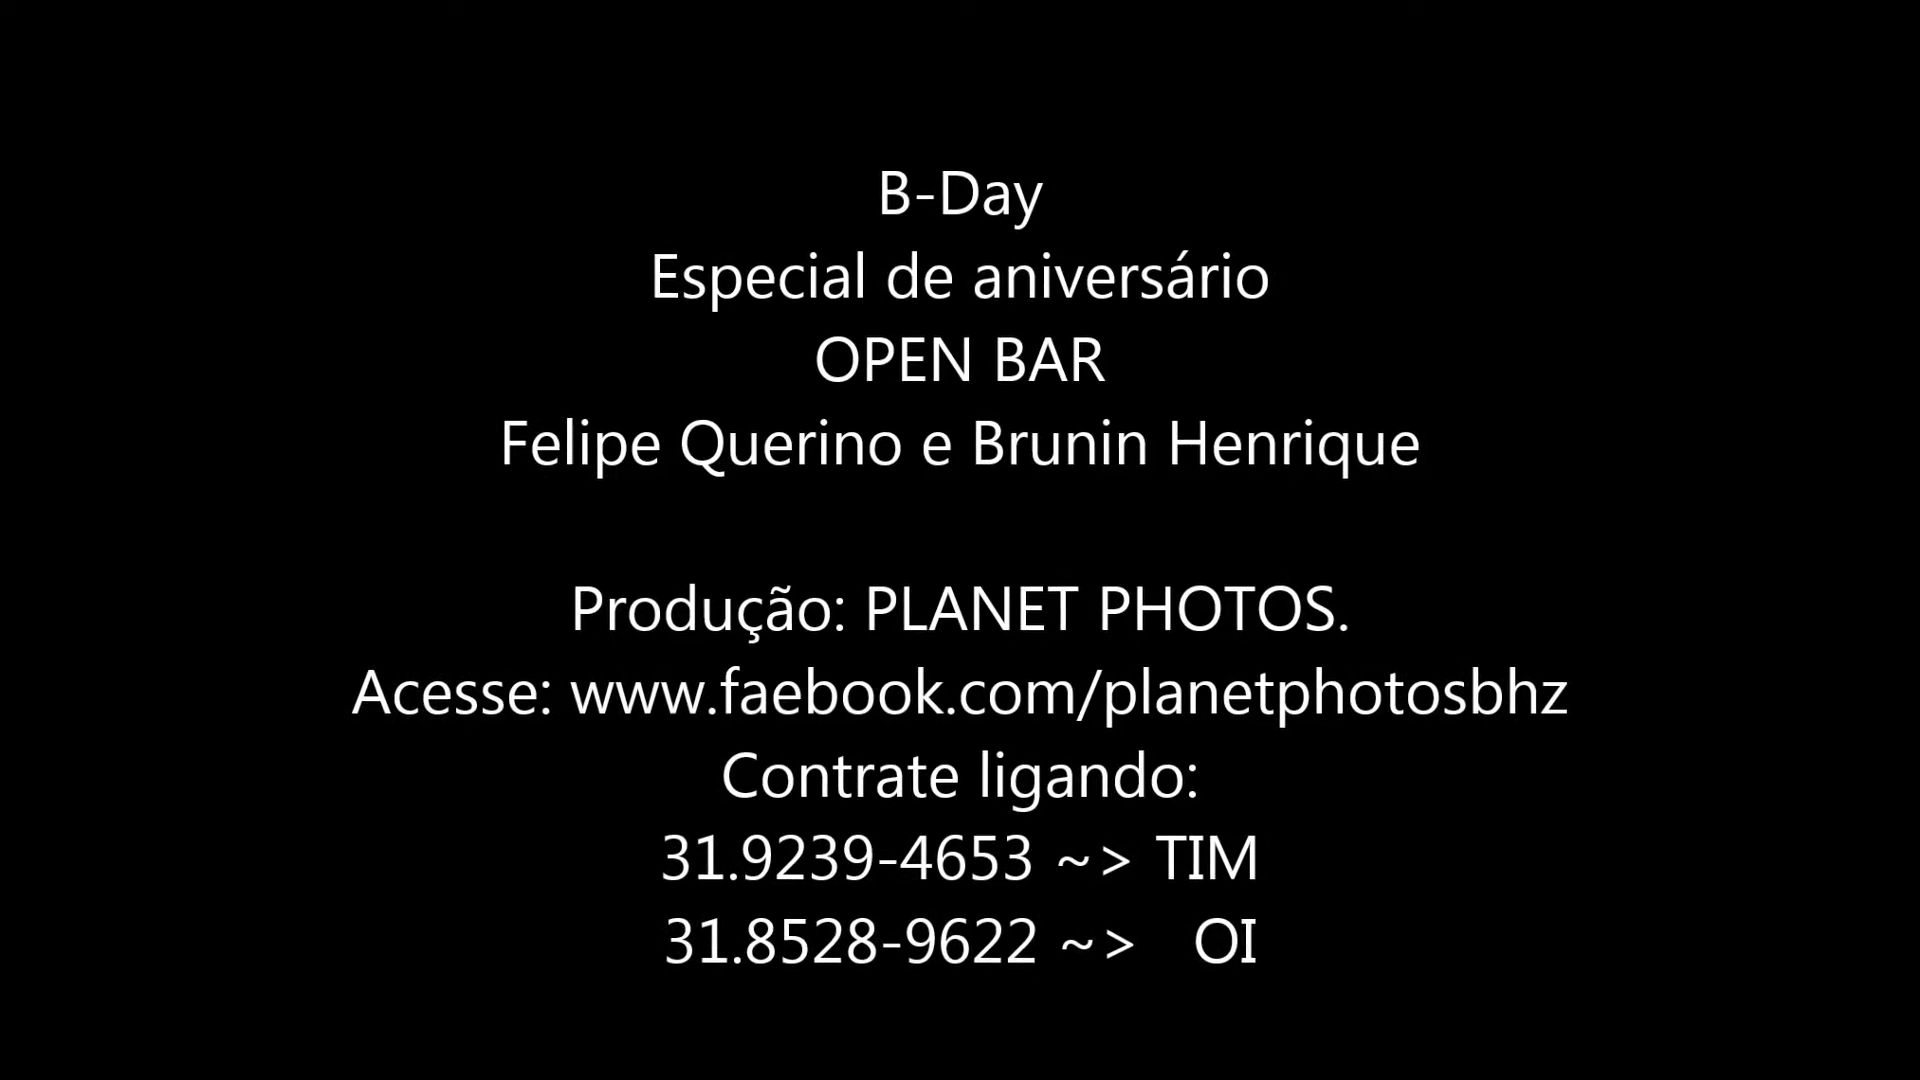 B-Day
Especial de aniversário
OPEN BAR
Felipe Querino e Brunin Henrique
Produção: PLANET PHOTOS.
Acesse: www.faebook.com/planetphotosbhz
Contrate ligando:
31.9239-4653 ~> TIM
31.8528-9622 ~> OI